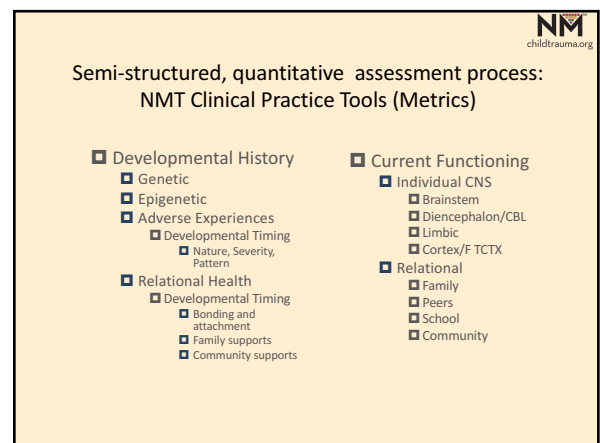 NM
childtrauma.org
Semi-structured, quantitative assessment process:
NMT Clinical Practice Tools (Metrics)
Developmental History
Genetic
Epigenetic
Adverse Experiences
Developmental Timing
Nature, Severity,
Pattern
Relational Health
Developmental Timing
Bonding and
attachment
Family supports
Community supports
Current Functioning
Individual CNS
Brainstem
Diencephalon/CBL
Limbic
Cortex/F TCTX
Relational
Family
Peers
School
Community